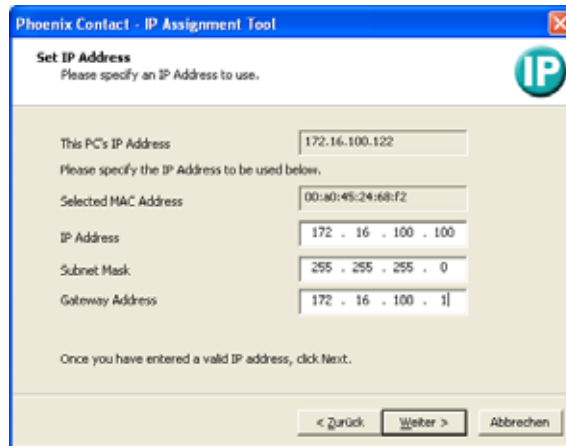 Phoenix Contact - IP Assignment Tool
Set IP Address
Please specify an IP Address to use.
IP
This PC's IP Address 172.16.100.122
Please specify the IP Address to be used below.
Selected MAC Address 00:a0:45:24:68:f2
IP Address 172 . 16 . 100 . 100
Subnet Mask 255 . 255 . 255 . 0
Gateway Address 172 . 16 . 100 . 1
Once you have entered a valid IP address, click Next.
< Zurück Weiter > Abbrechen